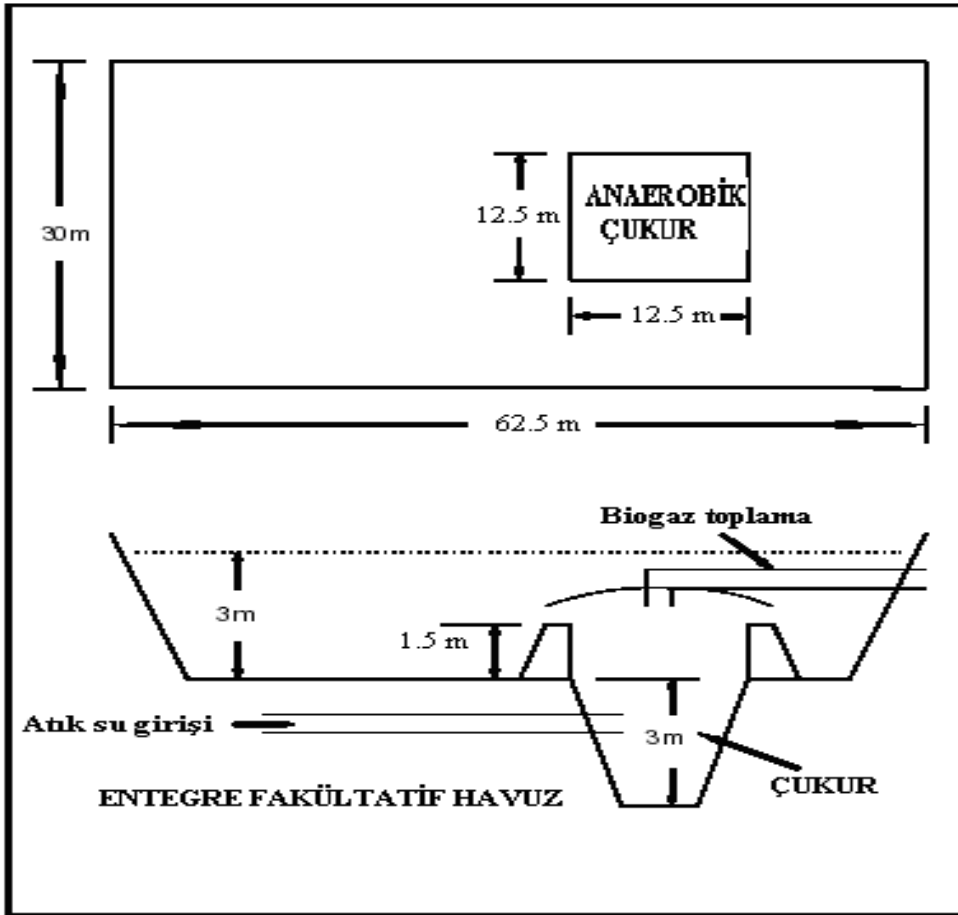 30m
12.5 m
ANAEROBİK
ÇUKUR
12.5 m
62.5 m
Biogaz toplama
3m
1.5 m
Atık su girişi
3m
ÇUKUR
ENTEGRE FAKÜLTATİF HAVUZ